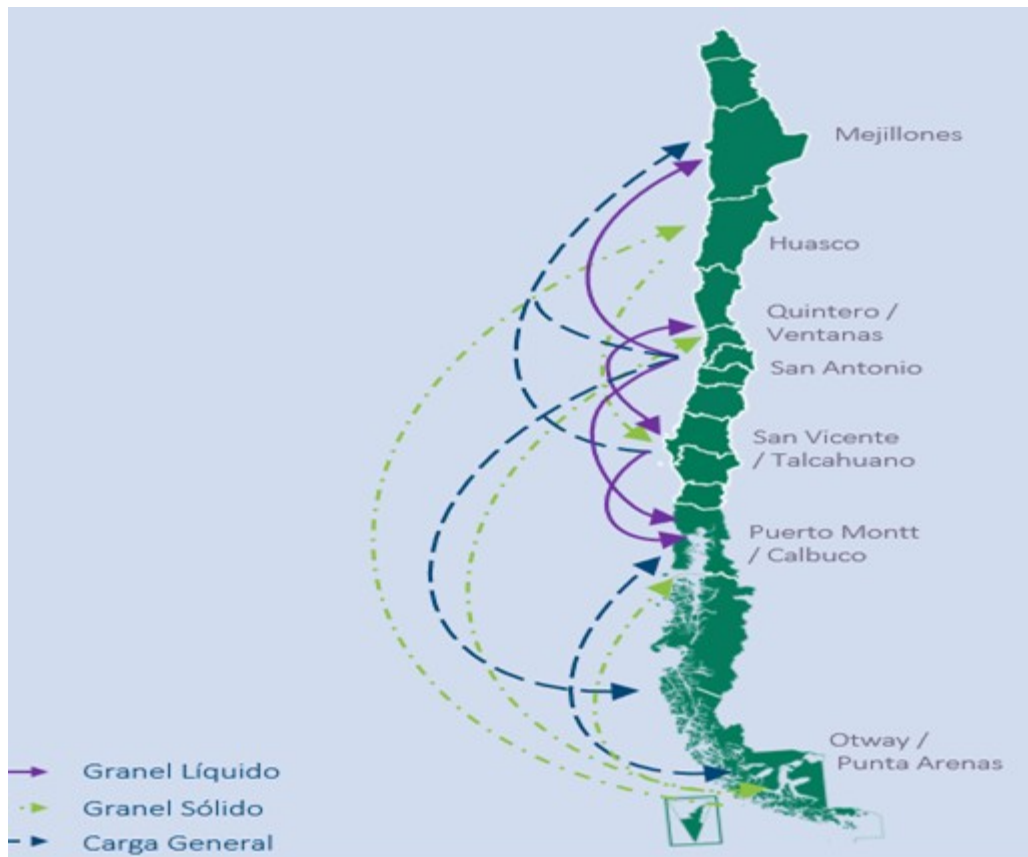 Mejillones
Huasco
Quintero /
Ventanas
San Antonio
San Vicente
/ Talcahuano
Puerto Montt
/ Calbuco
Otway /
Punta Arenas
Granel Líquido
Granel Sólido
Carga General